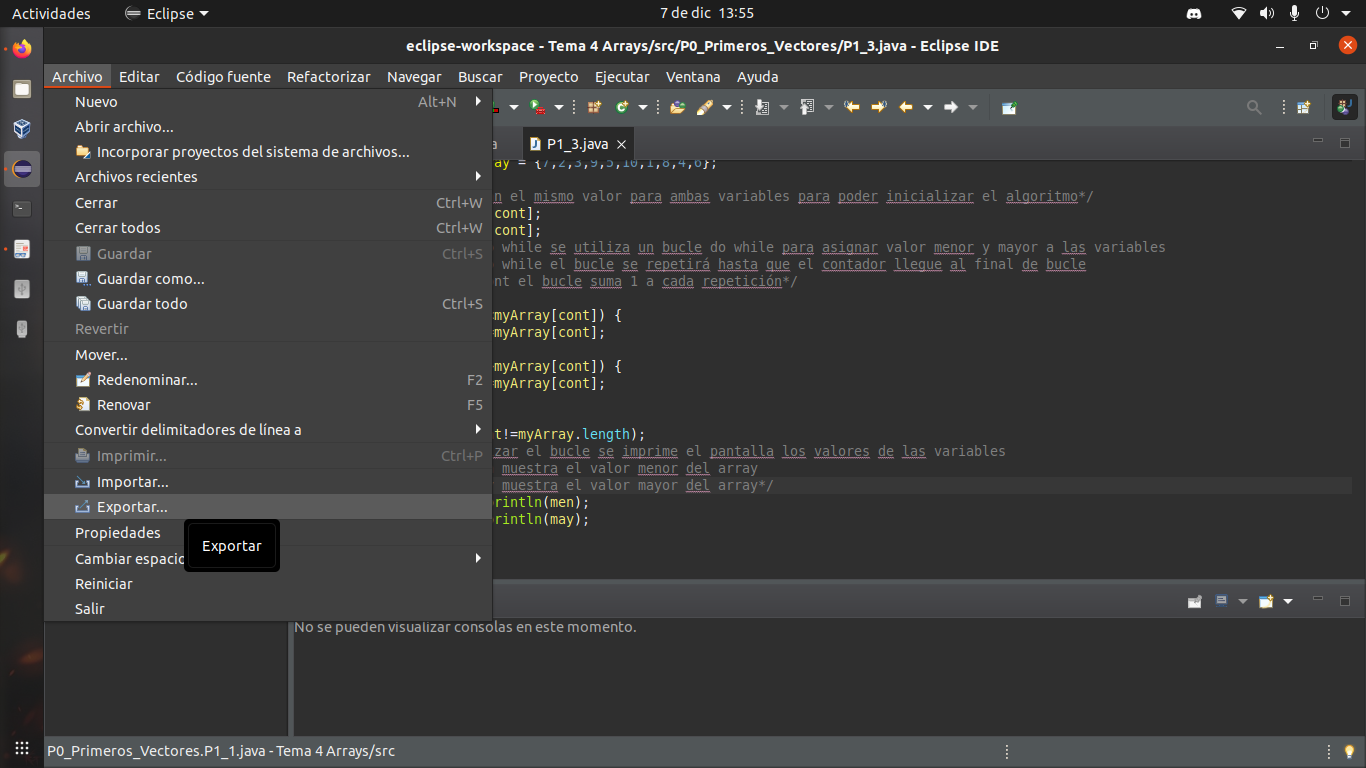 Actividades Eclipse 7 de dic 13:55
eclipse-workspace - Tema 4 Arrays/src/P0_Primeros_Vectores/P1_3.java - Eclipse IDE
Archivo Editar Código fuente Refactorizar Navegar Buscar Proyecto Ejecutar Ventana Ayuda
Nuevo Alt+N
Abrir archivo...
Incorporar proyectos del sistema de archivos...
Archivos recientes
Cerrar Ctrl+W
Cerrar todos Ctrl+W
Guardar Ctrl+S
Guardar como...
Guardar todo Ctrl+S
Revertir
Mover...
Redenominar... F2
Renovar F5
Convertir delimitadores de línea a
Imprimir... Ctrl+P
Importar...
Exportar...
Propiedades
Exportar
Cambiar espacio
Reiniciar
Salir
a P1_3.java
ay = {7,2,3,9,5,10,1,8,4,6};
n el mismo valor para ambas variables para poder inicializar el algoritmo*/
cont];
cont];
while se utiliza un bucle do while para asignar valor menor y mayor a las variables
while el bucle se repetirá hasta que el contador llegue al final de bucle
nt el bucle suma 1 a cada repetición*/
myArray[cont]) {
=myArray[cont];
myArray[cont]) {
=myArray[cont];
t!=myArray.length);
zar el bucle se imprime el pantalla los valores de las variables
muestra el valor menor del array
muestra el valor mayor del array*/
rintln(men);
rintln(may);
No se pueden visualizar consolas en este momento.
P0_Primeros_Vectores.P1_1.java - Tema 4 Arrays/src